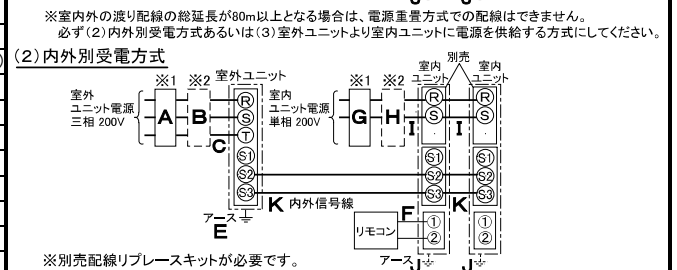 ※室内外の渡り配線の総延長が80m以上となる場合は、電源重畳方式での配線はできません。
必ず(2)内外別受電方式あるいは(3)室外ユニットより室内ユニットに電源を供給する方式にしてください。
(2)内外別受電方式
別売
※1 ※2 室外ユニット ※1 ※2 室内ユニット 室内ユニット
室外
ユニット電源
三相 200V
A B C
R
S
T
S1
S2
S3
室内
ユニット電源
単相 200V
G H I I
R
S
S1
S2
S3
①
②
R
S
S1
S2
S3
①
②
K 内外信号線 K
アース
E
リモコン F
アース J J
※別売配線リプレースキットが必要です。